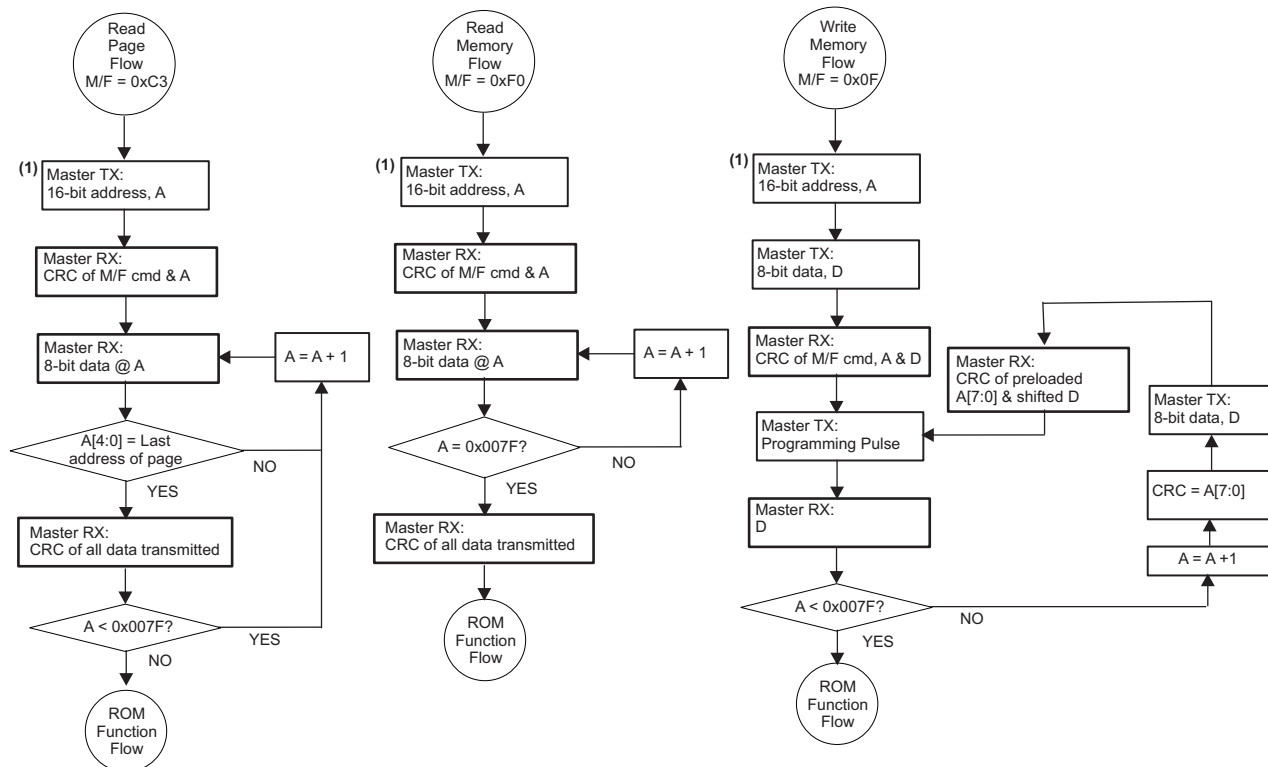 Read
Page
Flow
M/F = 0xC3
(1)
Master TX:
16-bit address, A
Master RX:
CRC of M/F cmd & A
Master RX:
8-bit data @ A
A = A + 1
A[4:0] = Last
address of page
NO
YES
Master RX:
CRC of all data transmitted
A < 0x007F?
YES
NO
ROM
Function
Flow
Read
Memory
Flow
M/F = 0xF0
(1)
Master TX:
16-bit address, A
Master RX:
CRC of M/F cmd & A
Master RX:
8-bit data @ A
A = A + 1
A = 0x007F?
NO
YES
Master RX:
CRC of all data transmitted
ROM
Function
Flow
Write
Memory
Flow
M/F = 0x0F
(1)
Master TX:
16-bit address, A
Master TX:
8-bit data, D
Master RX:
CRC of M/F cmd, A & D
Master TX:
Programming Pulse
Master RX:
D
A < 0x007F?
NO
YES
ROM
Function
Flow
Master RX:
CRC of preloaded
A[7:0] & shifted D
Master TX:
8-bit data, D
CRC = A[7:0]
A = A +1